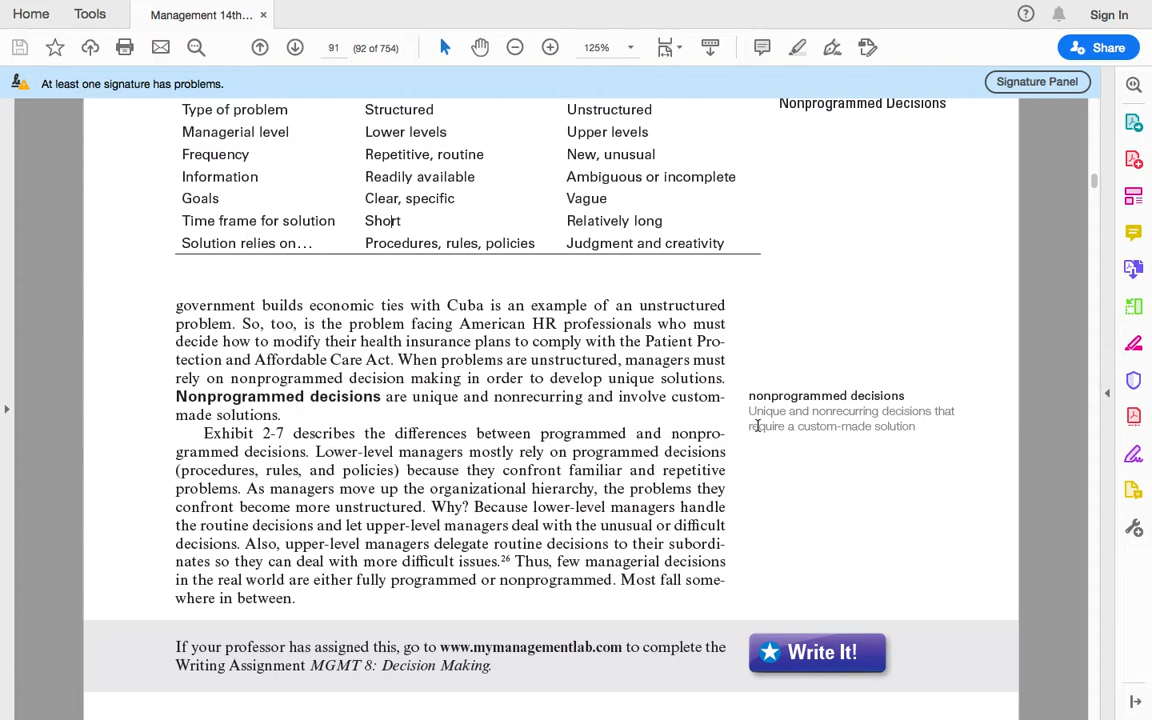 Home Tools Management 14th... × Sign In
91 (92 of 754) 125% Share
At least one signature has problems. Signature Panel
Nonprogrammed Decisions
Type of problem Structured Unstructured
Managerial level Lower levels Upper levels
Frequency Repetitive, routine New, unusual
Information Readily available Ambiguous or incomplete
Goals Clear, specific Vague
Time frame for solution Short Relatively long
Solution relies on… Procedures, rules, policies Judgment and creativity
government builds economic ties with Cuba is an example of an unstructured
problem. So, too, is the problem facing American HR professionals who must
decide how to modify their health insurance plans to comply with the Patient Pro-
tection and Affordable Care Act. When problems are unstructured, managers must
rely on nonprogrammed decision making in order to develop unique solutions.
Nonprogrammed decisions are unique and nonrecurring and involve custom-
made solutions.
nonprogrammed decisions
Unique and nonrecurring decisions that
require a custom-made solution
Exhibit 2-7 describes the differences between programmed and nonpro-
grammed decisions. Lower-level managers mostly rely on programmed decisions
(procedures, rules, and policies) because they confront familiar and repetitive
problems. As managers move up the organizational hierarchy, the problems they
confront become more unstructured. Why? Because lower-level managers handle
the routine decisions and let upper-level managers deal with the unusual or difficult
decisions. Also, upper-level managers delegate routine decisions to their subordi-
nates so they can deal with more difficult issues.26 Thus, few managerial decisions
in the real world are either fully programmed or nonprogrammed. Most fall some-
where in between.
If your professor has assigned this, go to www.mymanagementlab.com to complete the
Writing Assignment MGMT 8: Decision Making.
Write It!